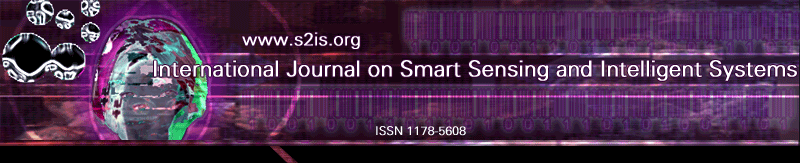 www.s2is.org
International Journal on Smart Sensing and Intelligent Systems
ISSN 1178-5608